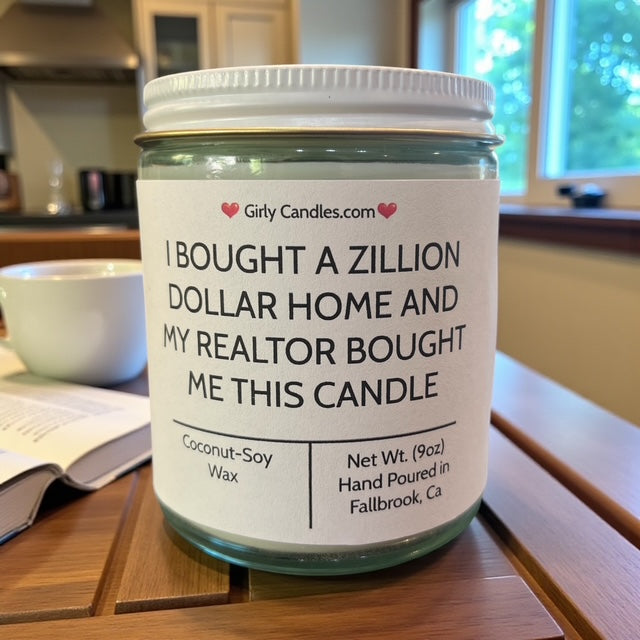 Girly Candles.com
I BOUGHT A ZILLION
DOLLAR HOME AND
MY REALTOR BOUGHT
ME THIS CANDLE
Coconut-Soy
Wax
Net Wt. (9oz)
Hand Poured in
Fallbrook, Ca